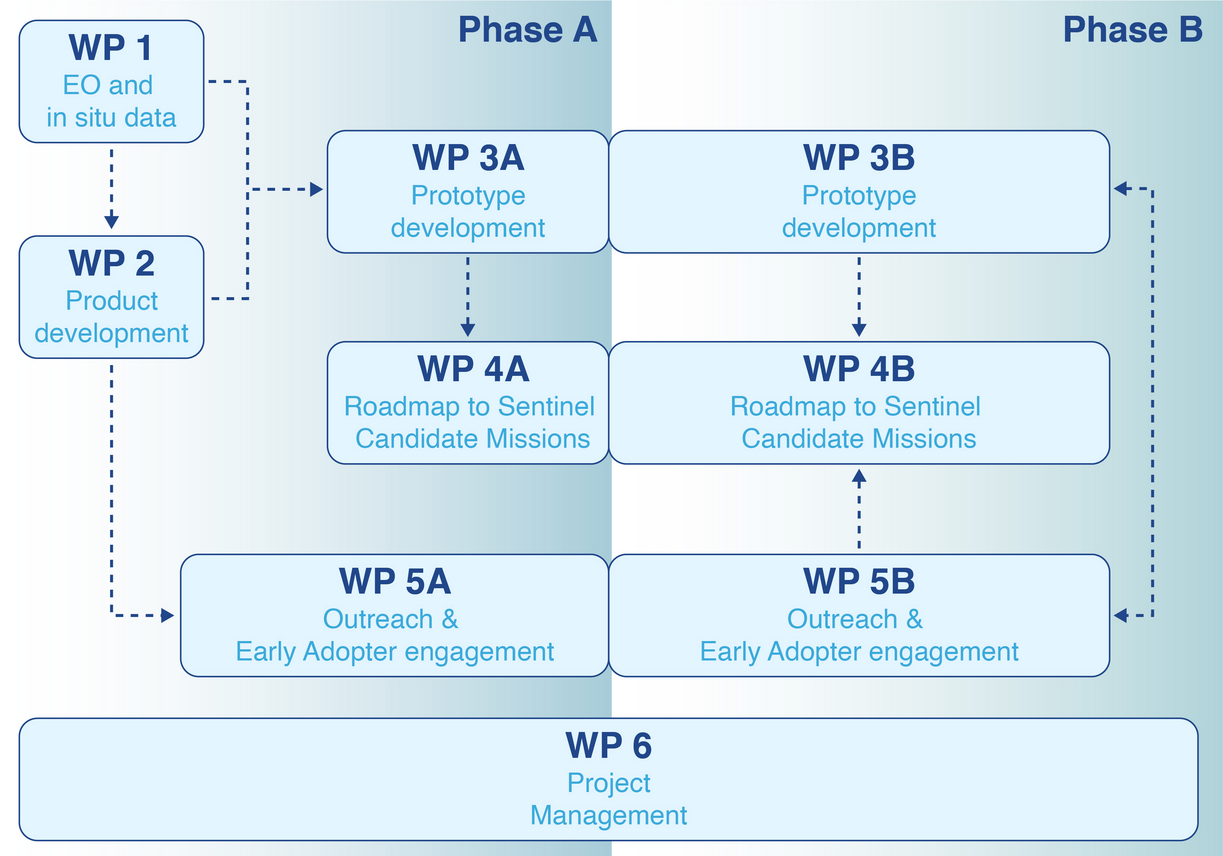 Phase A
Phase B
WP 1
EO and
in situ data
WP 2
Product
development
WP 3A
Prototype
development
WP 3B
Prototype
development
WP 4A
Roadmap to Sentinel
Candidate Missions
WP 4B
Roadmap to Sentinel
Candidate Missions
WP 5A
Outreach &
Early Adopter engagement
WP 5B
Outreach &
Early Adopter engagement
WP 6
Project
Management